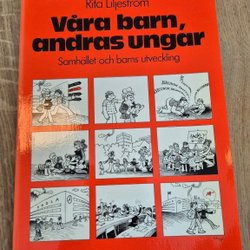 Rita Liljeström
Våra barn,
andras ungar
Samhället och barns utveckling